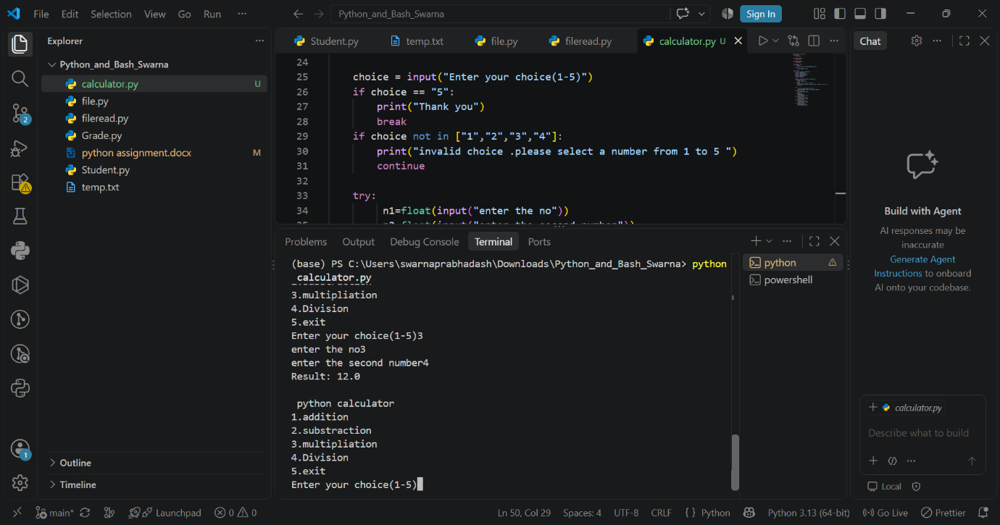 File Edit Selection View Go Run ···
Python_and_Bash_Swarna
Sign In
Explorer
Python_and_Bash_Swarna
calculator.py U
file.py
fileread.py
Grade.py
python assignment.docx M
Student.py
temp.txt
2
1
Outline
Timeline
Student.py temp.txt file.py fileread.py calculator.py U
24
25 choice = input("Enter your choice(1-5)")
26 if choice == "5":
27 print("Thank you")
28 break
29 if choice not in ["1","2","3","4"]:
30 print("invalid choice .please select a number from 1 to 5 ")
31 continue
32
33 try:
34 n1=float(input("enter the no"))
Problems Output Debug Console Terminal Ports
(base) PS C:\Users\swarnaprabhadash\Downloads\Python_and_Bash_Swarna> python
calculator.py
3.multipliation
4.Division
5.exit
Enter your choice(1-5)3
enter the no3
enter the second number4
Result: 12.0
python calculator
1.addition
2.substraction
3.multipliation
4.Division
5.exit
Enter your choice(1-5)
python
powershell
Chat
Build with Agent
AI responses may be
inaccurate
Generate Agent
Instructions to onboard
AI onto your codebase.
calculator.py
Describe what to build
Local
main* Launchpad 0 0 Ln 50, Col 29 Spaces: 4 UTF-8 CRLF { } Python Python 3.13 (64-bit) Go Live Prettier